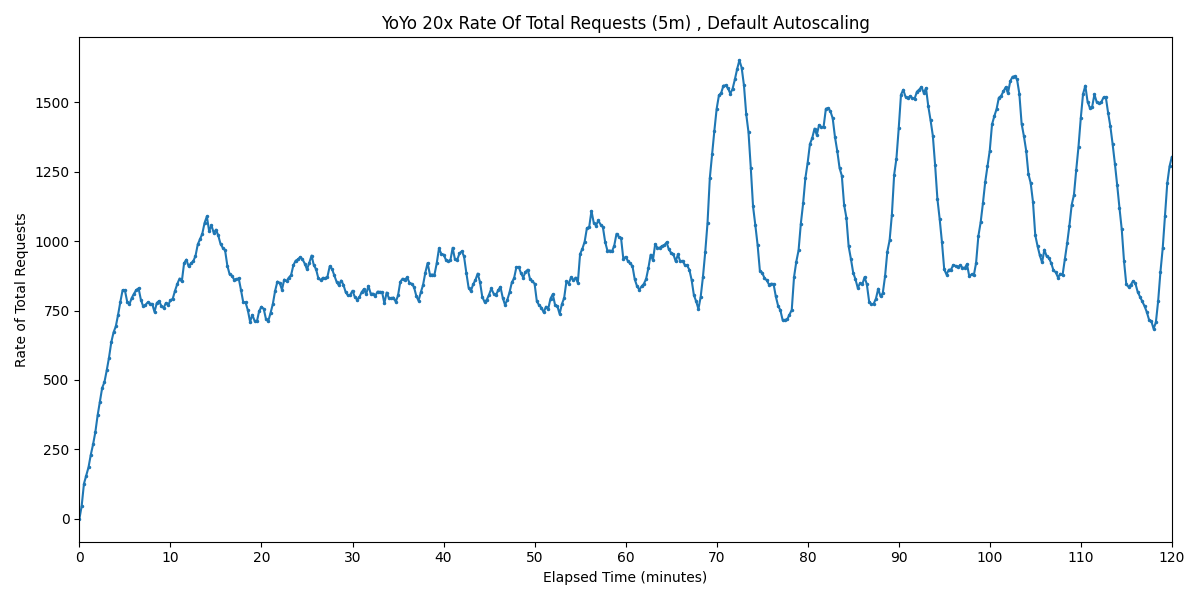 YoYo 20x Rate Of Total Requests (5m) , Default Autoscaling
Rate of Total Requests
1500
1250
1000
750
500
250
0
0 10 20 30 40 50 60 70 80 90 100 110 120
Elapsed Time (minutes)